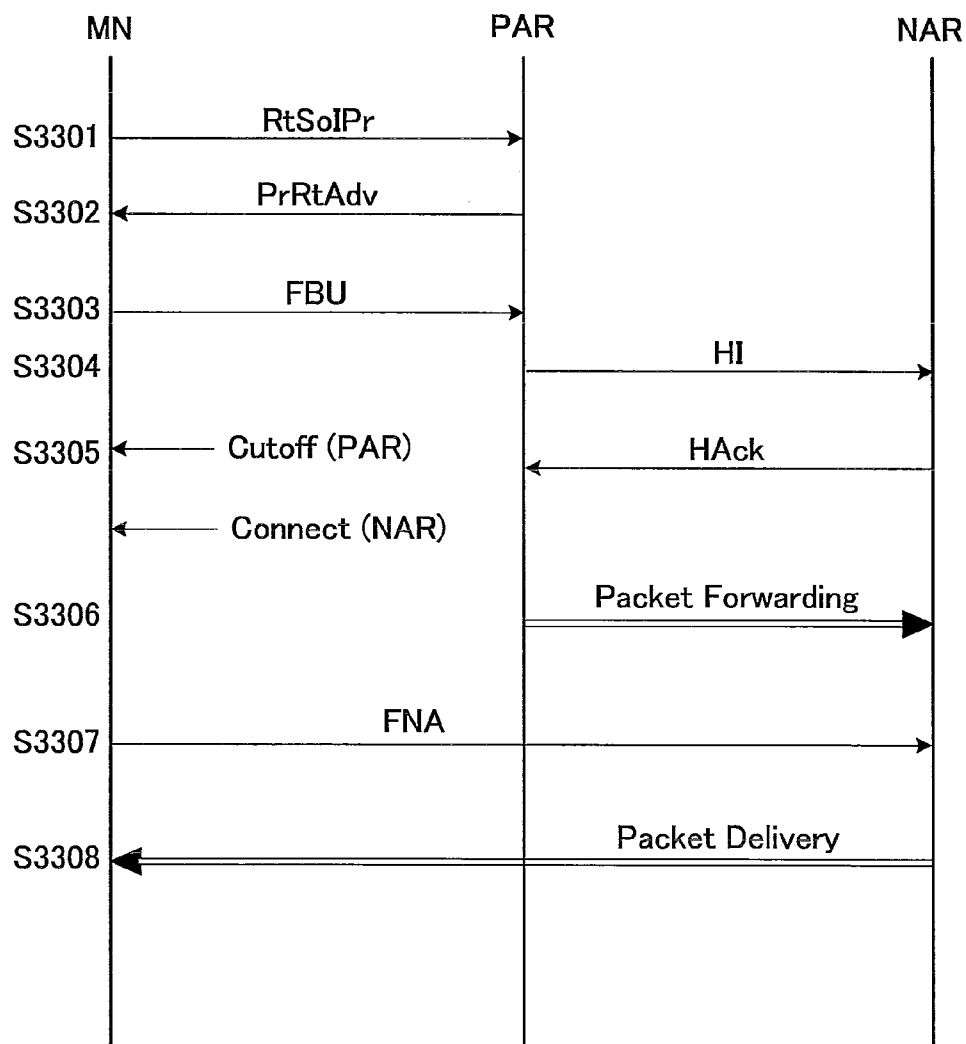 MN PAR NAR
S3301 RtSolPr
S3302 PrRtAdv
S3303 FBU
S3304 HI
S3305 Cutoff (PAR) HAck
Connect (NAR)
S3306 Packet Forwarding
S3307 FNA
S3308 Packet Delivery